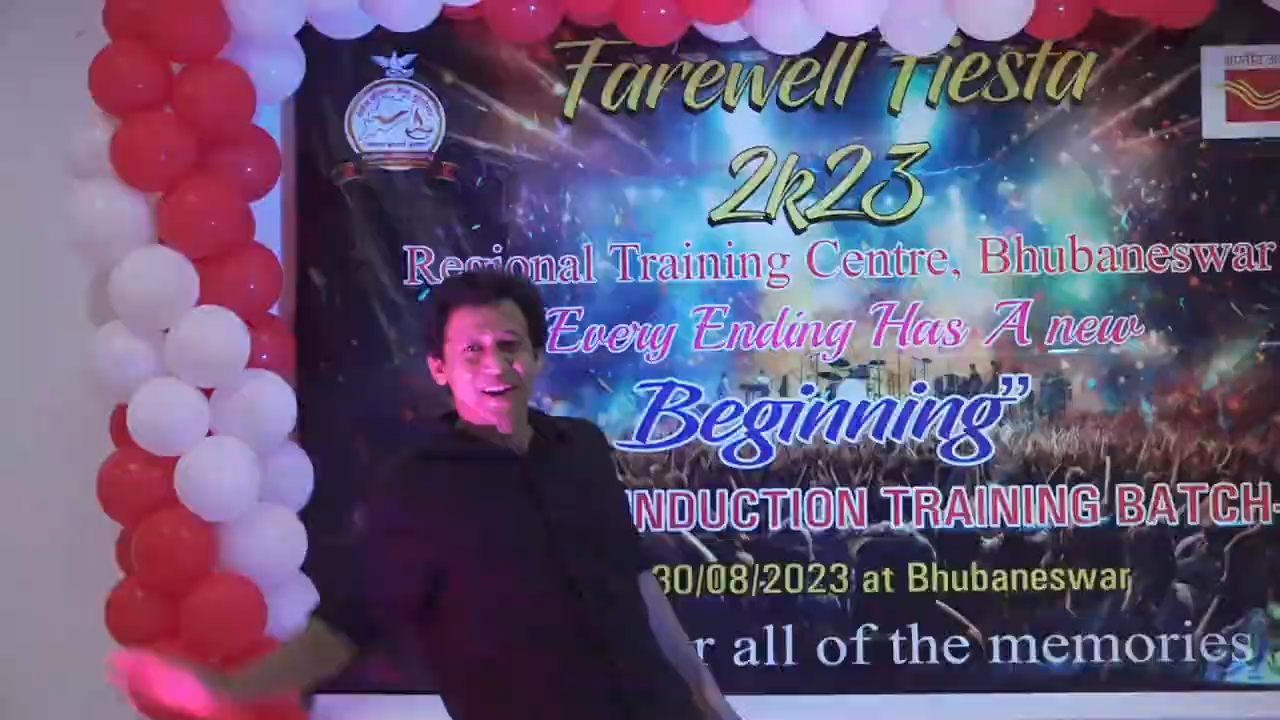 Farewell Tiesta
2k23
Regional Training Centre, Bhubaneswar
Every Ending Has A new
Beginning”
INDUCTION TRAINING BATCH-
30/08/2023 at Bhubaneswar
r all of the memories